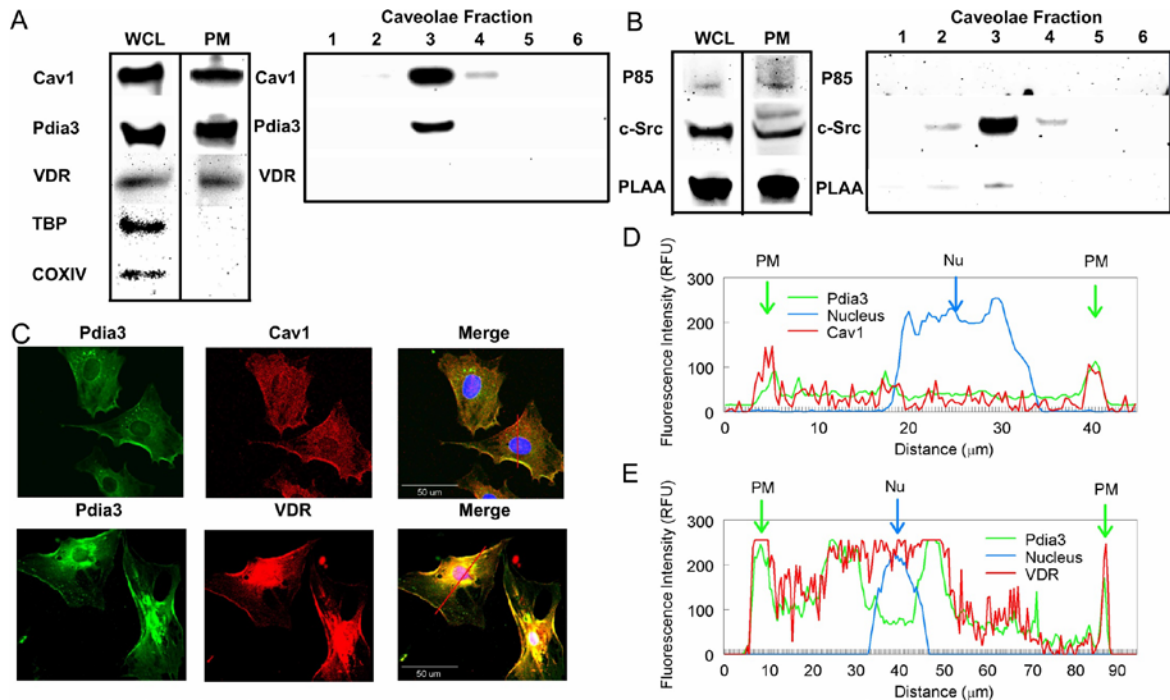 A
Caveolae Fraction
WCL PM 1 2 3 4 5 6
Cav1 Cav1
Pdia3 Pdia3
VDR VDR
TBP
COXIV
B
Caveolae Fraction
WCL PM 1 2 3 4 5 6
P85 P85
c-Src c-Src
PLAA PLAA
C
Pdia3 Cav1 Merge
50 um
Pdia3 VDR Merge
50 um
D
PM Nu PM
Fluorescence Intensity (RFU)
300
200
100
0
Pdia3
Nucleus
Cav1
0 10 20 30 40
Distance (μm)
E
PM Nu PM
Fluorescence Intensity (RFU)
300
200
100
0
Pdia3
Nucleus
VDR
0 10 20 30 40 50 60 70 80 90
Distance (μm)